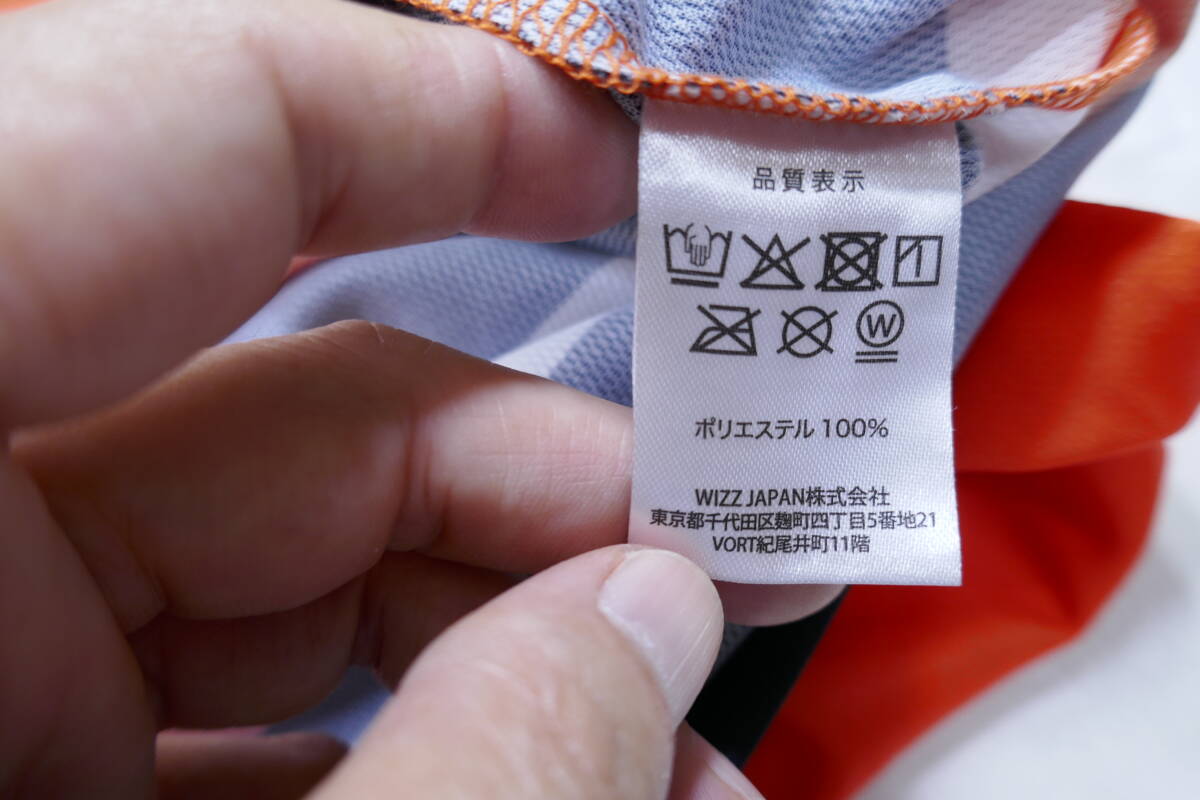 品質表示
W
ポリエステル 100%
WIZZ JAPAN株式会社
東京都千代田区麹町四丁目5番地21
VORT紀尾井町11階